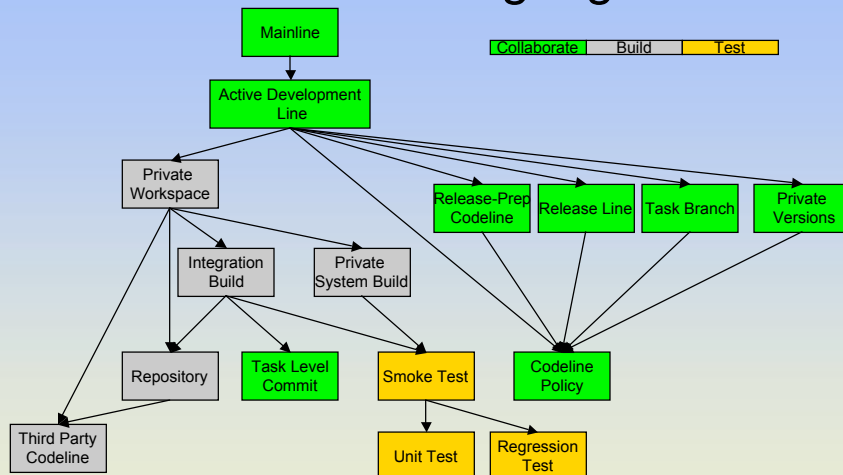 Mainline
Collaborate Build Test
Active Development
Line
Private
Workspace
Release-Prep
Codeline
Release Line
Task Branch
Private
Versions
Integration
Build
Private
System Build
Repository
Task Level
Commit
Smoke Test
Codeline
Policy
Third Party
Codeline
Unit Test
Regression
Test